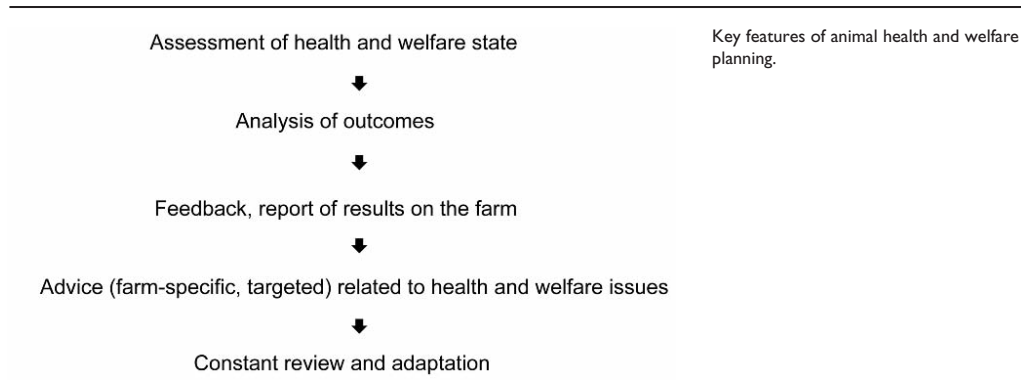 Assessment of health and welfare state
Analysis of outcomes
Feedback, report of results on the farm
Advice (farm-specific, targeted) related to health and welfare issues
Constant review and adaptation
Key features of animal health and welfare
planning.